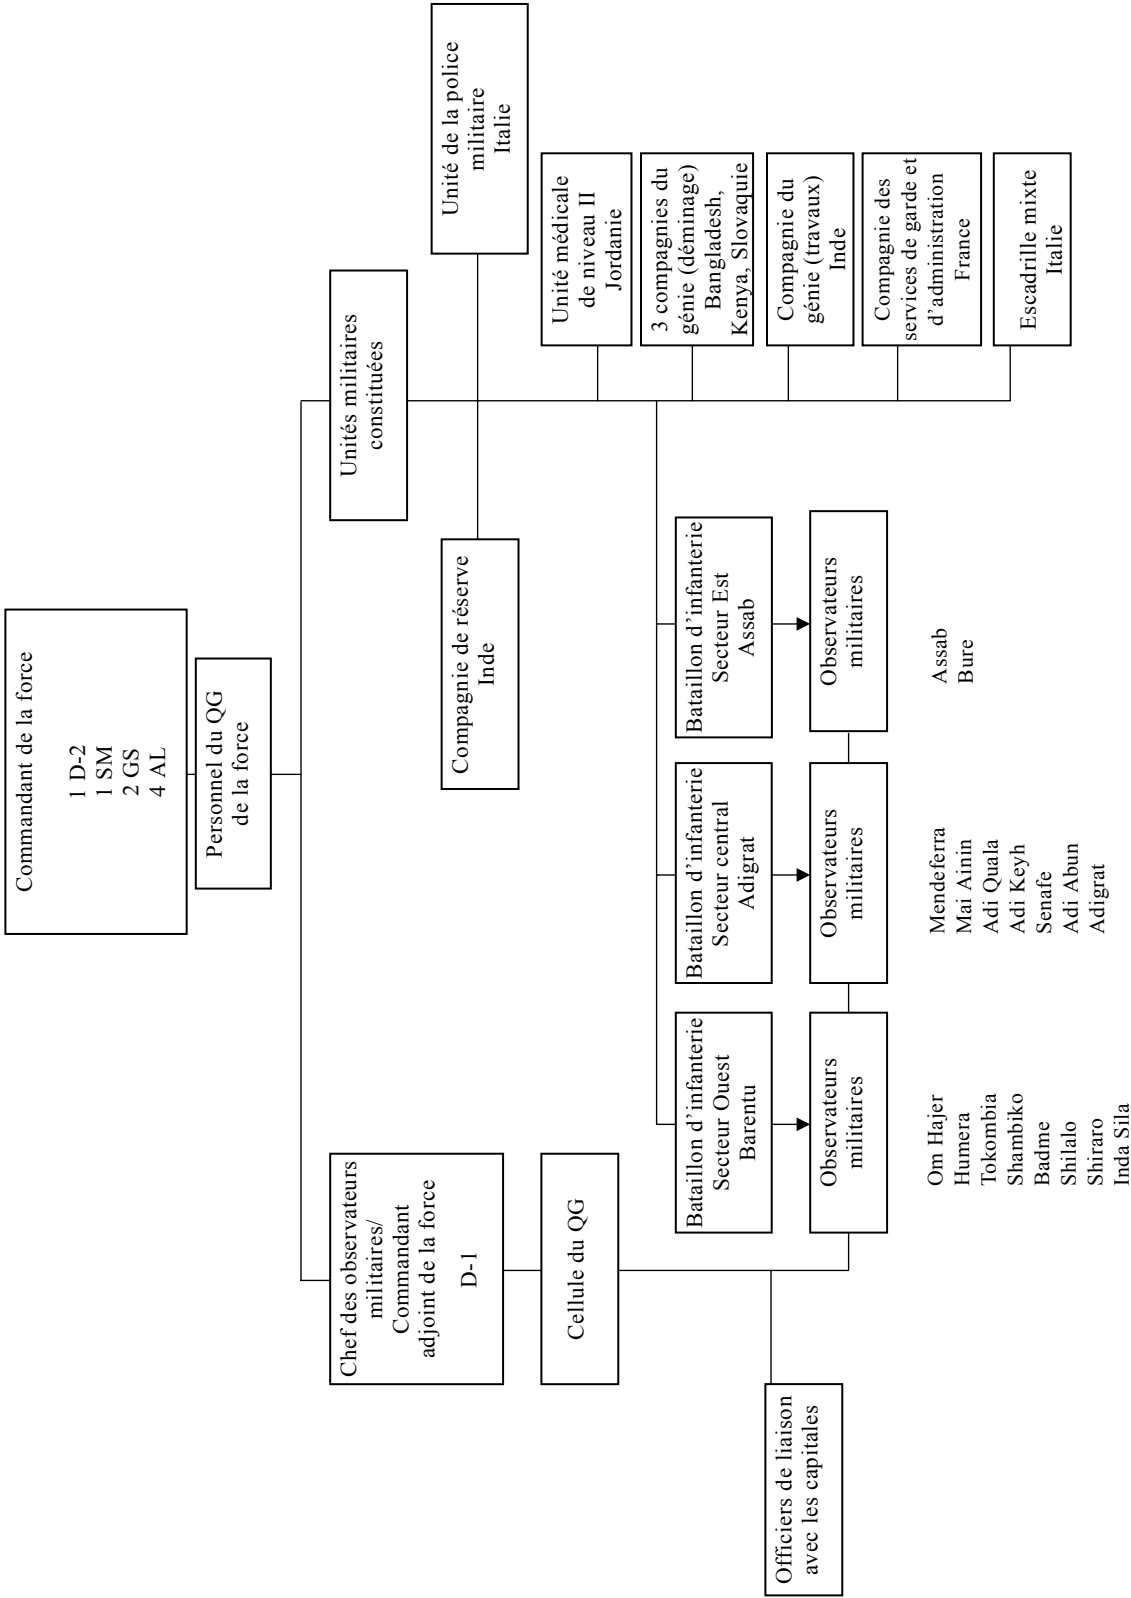 Commandant de la force
1 D-2
1 SM
2 GS
4 AL
Personnel du QG
de la force
Chef des observateurs
militaires/
Commandant
adjoint de la force
D-1
Unités militaires
constituées
Compagnie de réserve
Inde
Unité de la police
militaire
Italie
Cellule du QG
Unité médicale
de niveau II
Jordanie
3 compagnies du
génie (déminage)
Bangladesh,
Kenya, Slovaquie
Compagnie du
génie (travaux)
Inde
Compagnie des
services de garde et
d'administration
France
Escadrille mixte
Italie
Officiers de liaison
avec les capitales
Bataillon d'infanterie
Secteur Ouest
Barentu
Bataillon d'infanterie
Secteur central
Adigrat
Bataillon d'infanterie
Secteur Est
Assab
Observateurs
militaires
Observateurs
militaires
Observateurs
militaires
Om Hajer
Humera
Tokombia
Shambiko
Badme
Shilalo
Shiraro
Inda Sila
Mendeferra
Mai Ainin
Adi Quala
Adi Keyh
Senafe
Adi Abun
Adigrat
Assab
Bure